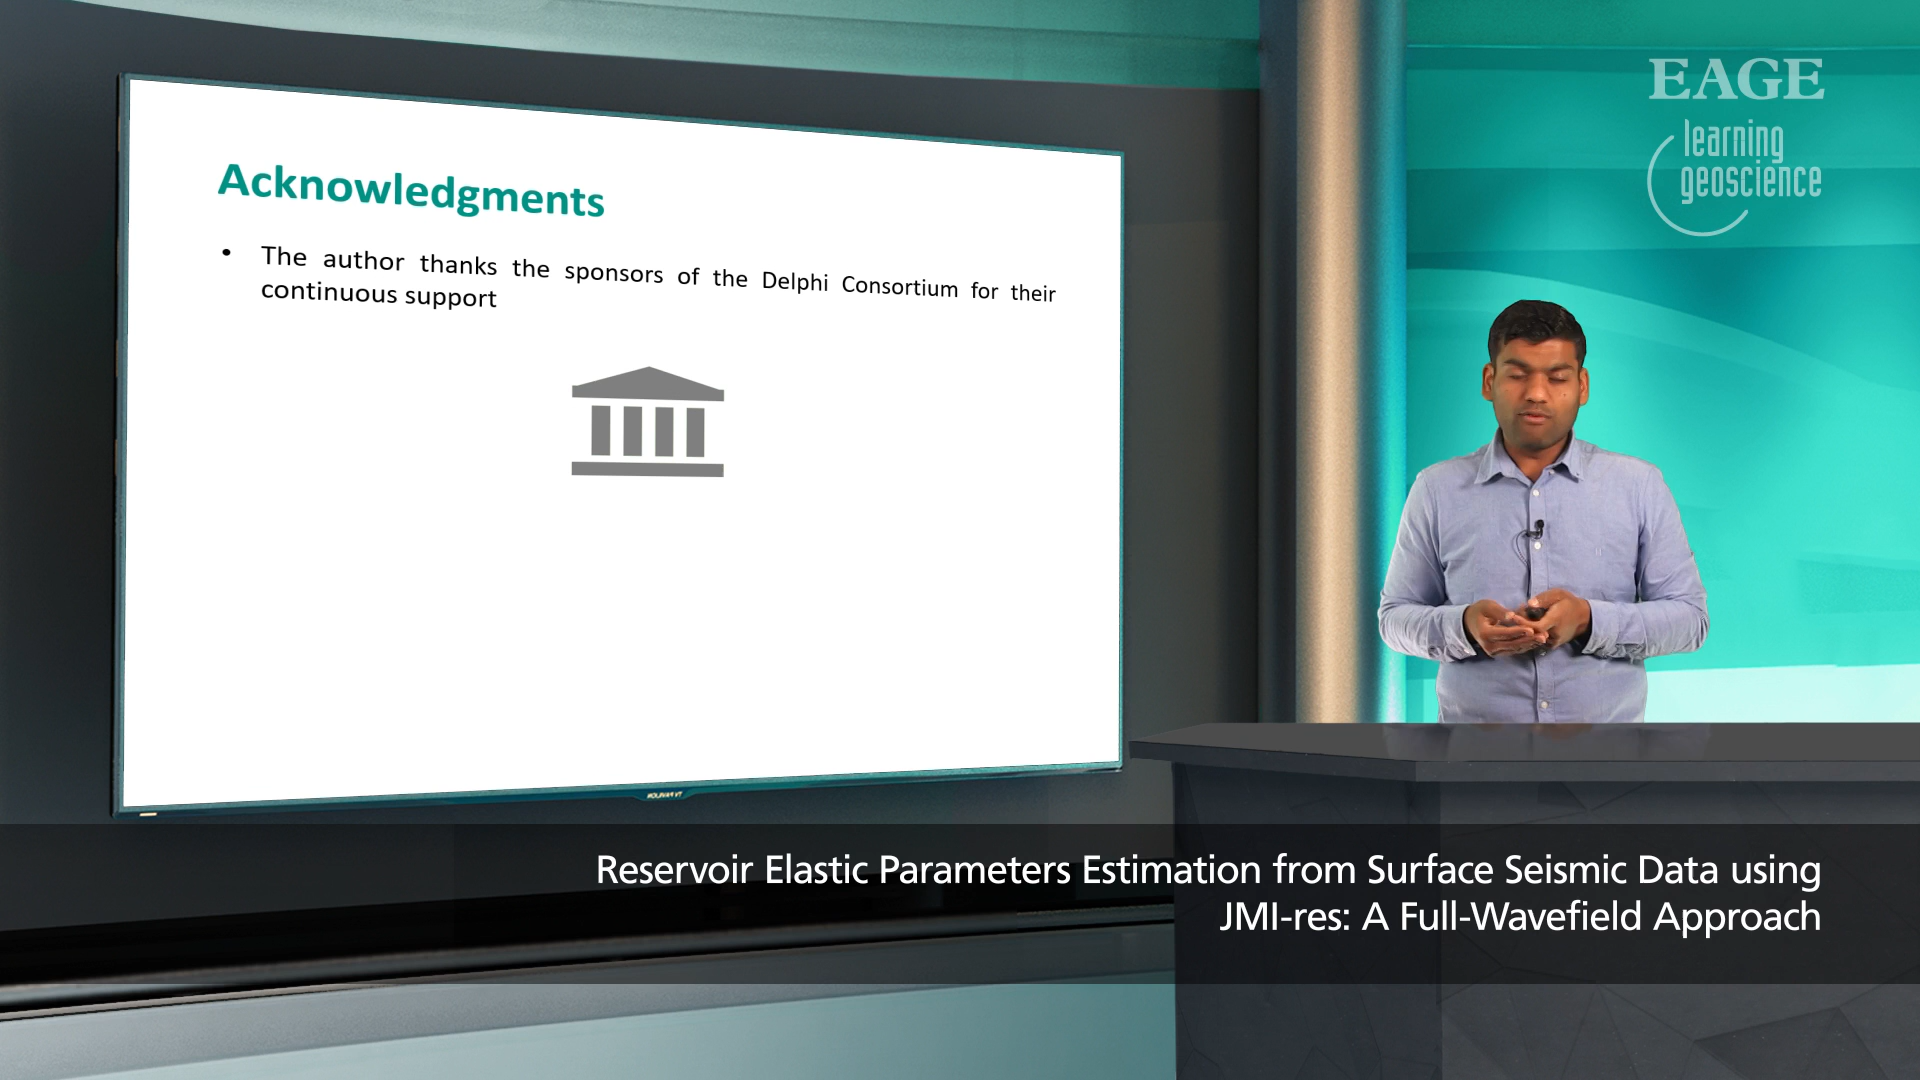 EAGE
learning
geoscience
Acknowledgments
• The author thanks the sponsors of the Delphi Consortium for their
continuous support
Reservoir Elastic Parameters Estimation from Surface Seismic Data using
JMI-res: A Full-Wavefield Approach